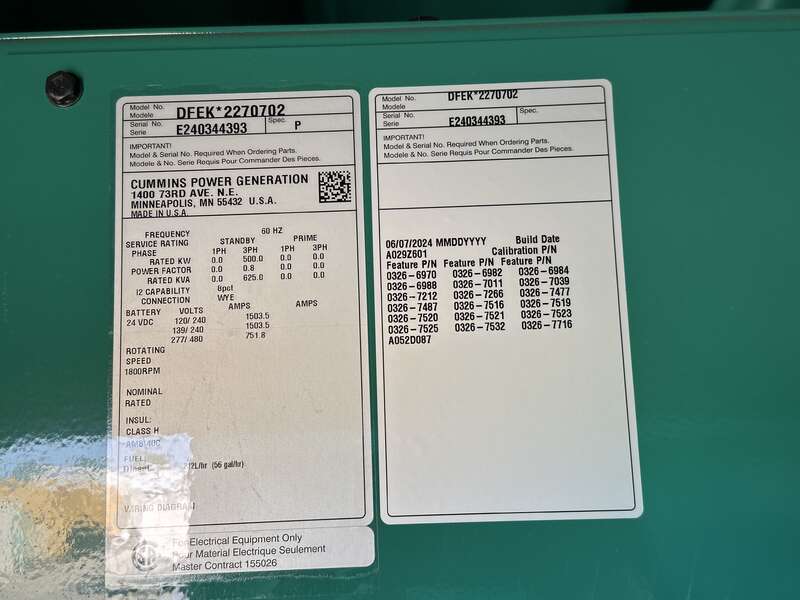 Model No. DFEK*2270702
Modele
Serial No. E240344393 Spec. P
Serie
IMPORTANT!
Model & Serial No. Required When Ordering Parts.
Modele & No. Serie Requis Pour Commander Des Pieces.
CUMMINS POWER GENERATION
1400 73RD AVE. N.E.
MINNEAPOLIS, MN 55432 U.S.A.
MADE IN U.S.A.
FREQUENCY 60 HZ
SERVICE RATING STANDBY PRIME
PHASE 1PH 3PH 1PH 3PH
RATED KW 0.0 500.0 0.0 0.0
POWER FACTOR 0.0 0.8 0.0 0.0
RATED KVA 0.0 625.0 0.0 0.0
I2 CAPABILITY 8pct
CONNECTION WYE
BATTERY VOLTS AMPS AMPS
24 VDC 120/240 1503.5
139/240 1503.5
277/480 751.8
ROTATING
SPEED
1800RPM
NOMINAL
RATED
INSUL:
CLASS H
AMB 40C
FUEL:
Diesel 212L/hr (56 gal/hr)
WIRING DIAGRAM
For Electrical Equipment Only
Pour Material Electrique Seulement
Master Contract 155026
Model No. DFEK*2270702
Modele
Serial No. E240344393 Spec.
Serie
IMPORTANT!
Model & Serial No. Required When Ordering Parts.
Modele & No. Serie Requis Pour Commander Des Pieces.
06/07/2024 MMDDYYYY Build Date
A029Z601 Calibration P/N
Feature P/N Feature P/N Feature P/N
0326-6970 0326-6982 0326-6984
0326-6988 0326-7011 0326-7039
0326-7212 0326-7266 0326-7477
0326-7487 0326-7516 0326-7519
0326-7520 0326-7521 0326-7523
0326-7525 0326-7532 0326-7716
A052D087